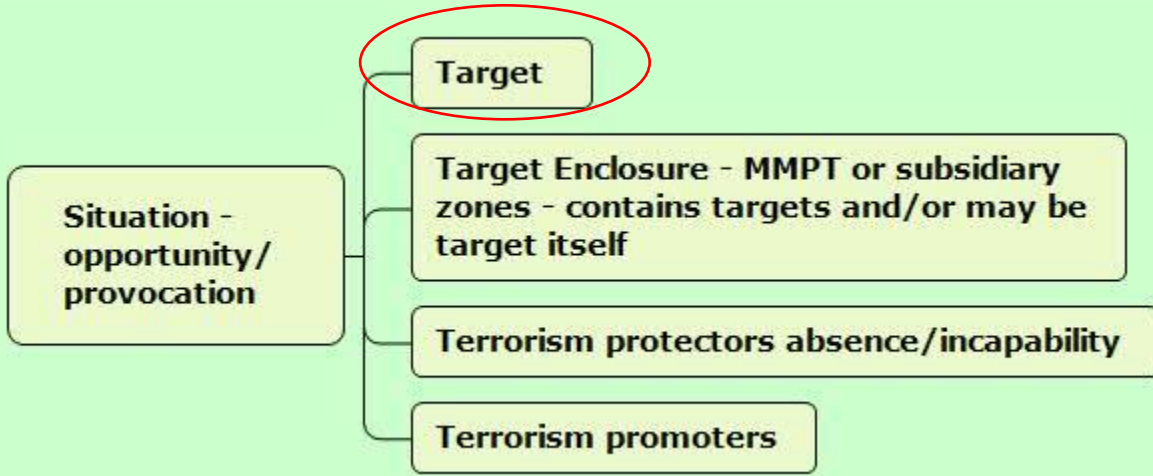 Target
Target Enclosure - MMPT or subsidiary
zones - contains targets and/or may be
target itself
Situation -
opportunity/
provocation
Terrorism protectors absence/incapability
Terrorism promoters